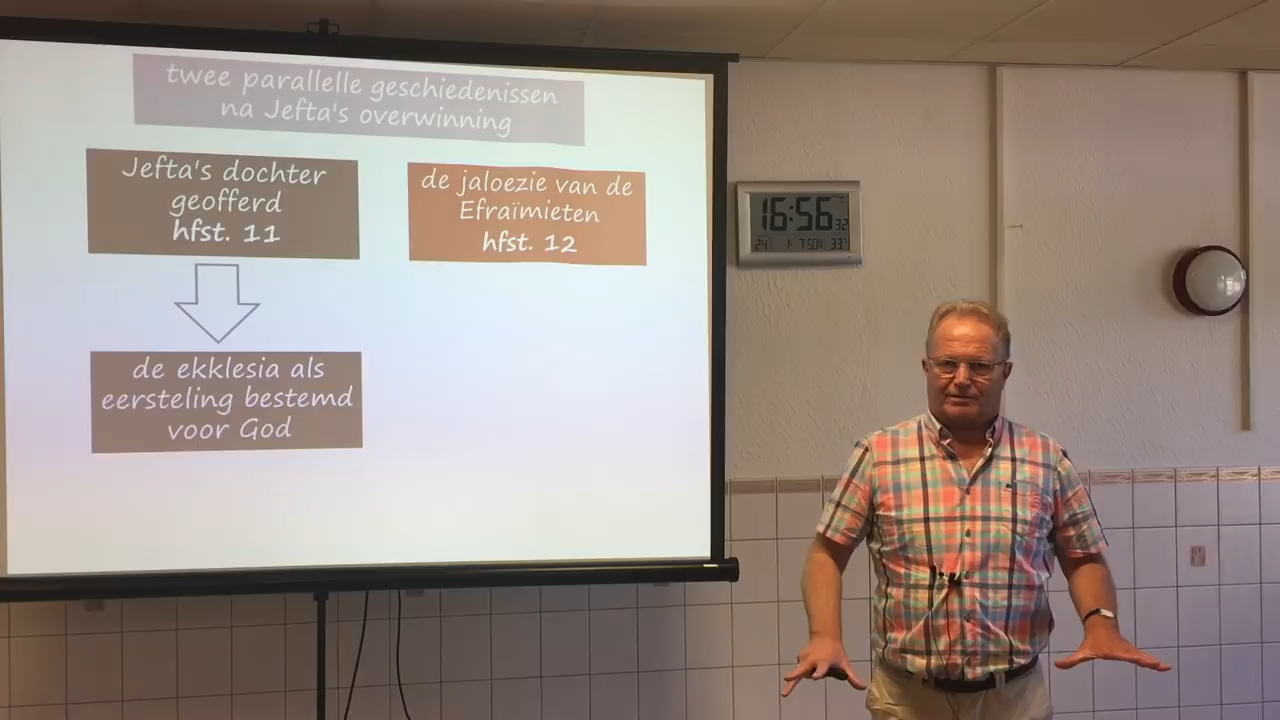 twee parallelle geschiedenissen
na Jefta's overwinning
Jefta's dochter
geofferd
hfst. 11
de jaloezie van de
Efraïmieten
hfst. 12
de ekklesia als
eersteling bestemd
voor God
16:56 32